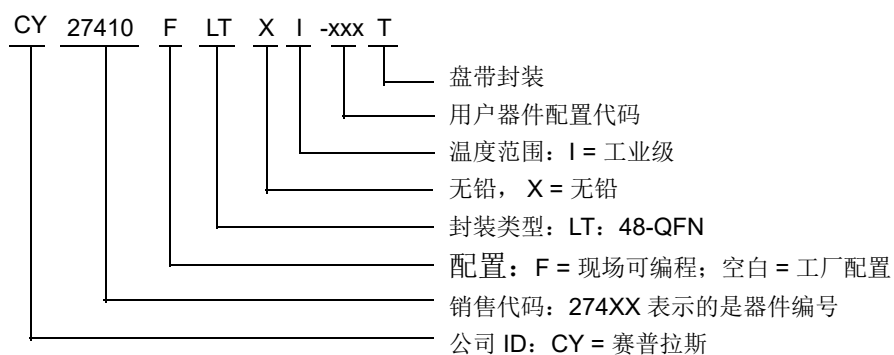 CY 27410 F LT X I -xxx T
盘带封装
用户器件配置代码
温度范围：I = 工业级
无铅， X = 无铅
封装类型：LT：48-QFN
配置：F = 现场可编程；空白 = 工厂配置
销售代码：274XX 表示的是器件编号
公司 ID：CY = 赛普拉斯